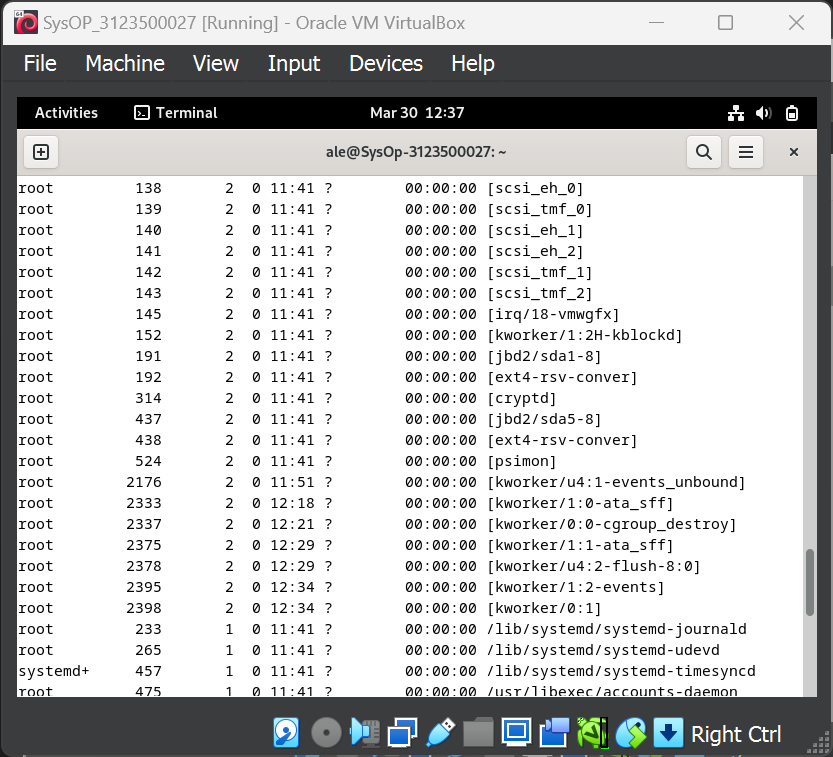 SysOP_3123500027 [Running] - Oracle VM VirtualBox
File Machine View Input Devices Help
Activities Terminal Mar 30 12:37
ale@SysOp-3123500027: ~
root 138 2 0 11:41 ? 00:00:00 [scsi_eh_0]
root 139 2 0 11:41 ? 00:00:00 [scsi_tmf_0]
root 140 2 0 11:41 ? 00:00:00 [scsi_eh_1]
root 141 2 0 11:41 ? 00:00:00 [scsi_eh_2]
root 142 2 0 11:41 ? 00:00:00 [scsi_tmf_1]
root 143 2 0 11:41 ? 00:00:00 [scsi_tmf_2]
root 145 2 0 11:41 ? 00:00:00 [irq/18-vmwgfx]
root 152 2 0 11:41 ? 00:00:00 [kworker/1:2H-kblockd]
root 191 2 0 11:41 ? 00:00:00 [jbd2/sda1-8]
root 192 2 0 11:41 ? 00:00:00 [ext4-rsv-conver]
root 314 2 0 11:41 ? 00:00:00 [cryptd]
root 437 2 0 11:41 ? 00:00:00 [jbd2/sda5-8]
root 438 2 0 11:41 ? 00:00:00 [ext4-rsv-conver]
root 524 2 0 11:41 ? 00:00:00 [psimon]
root 2176 2 0 11:51 ? 00:00:00 [kworker/u4:1-events_unbound]
root 2333 2 0 12:18 ? 00:00:00 [kworker/1:0-ata_sff]
root 2337 2 0 12:21 ? 00:00:00 [kworker/0:0-cgroup_destroy]
root 2375 2 0 12:29 ? 00:00:00 [kworker/1:1-ata_sff]
root 2378 2 0 12:29 ? 00:00:00 [kworker/u4:2-flush-8:0]
root 2395 2 0 12:34 ? 00:00:00 [kworker/1:2-events]
root 2398 2 0 12:34 ? 00:00:00 [kworker/0:1]
root 233 1 0 11:41 ? 00:00:00 /lib/systemd/systemd-journald
root 265 1 0 11:41 ? 00:00:00 /lib/systemd/systemd-udevd
systemd+ 457 1 0 11:41 ? 00:00:00 /lib/systemd/systemd-timesyncd
root 475 1 0 11:41 ? 00:00:00 /usr/libexec/accounts-daemon
Right Ctrl